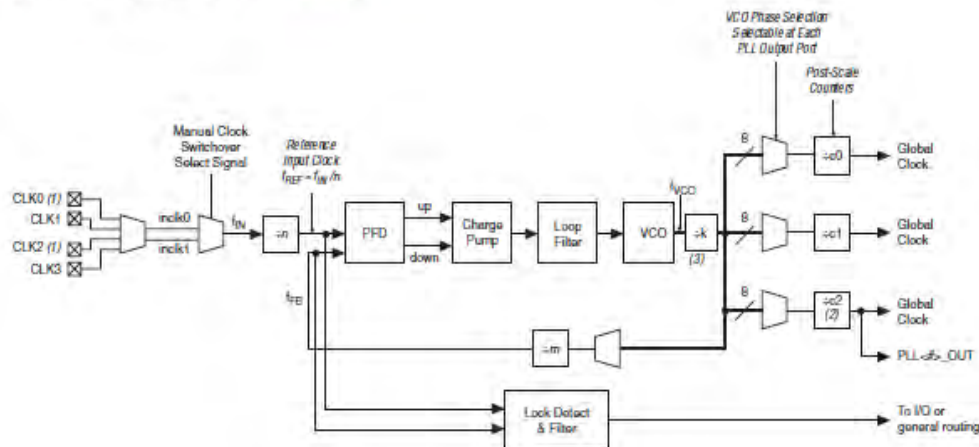 VCO Phase Selection
Selectable at Each
PLL Output Port
Post-Scale
Counters
Manual Clock
Switchover
Select Signal
Reference
Input Clock
fREF = fIN /n
CLK0 (1)
CLK1
CLK2 (1)
CLK3
inclk0
inclk1
fIN
÷n
PFD
up
down
Charge
Pump
Loop
Filter
VCO
fVCO
÷k
(3)
8
÷c0
Global
Clock
÷c1
Global
Clock
8
÷c2
(2)
Global
Clock
PLL<#>_OUT
fFB
÷m
Lock Detect
& Filter
To I/O or
general routing
8